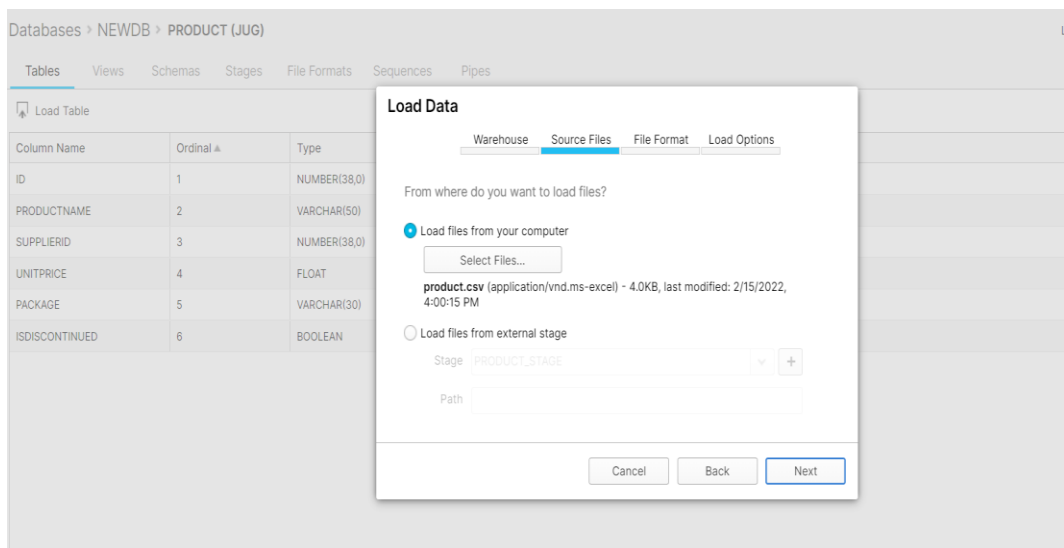 Databases > NEWDB > PRODUCT (JUG)
Tables Views Schemas Stages File Formats Sequences Pipes
Load Table
Column Name Ordinal Type
ID 1 NUMBER(38,0)
PRODUCTNAME 2 VARCHAR(50)
SUPPLIERID 3 NUMBER(38,0)
UNITPRICE 4 FLOAT
PACKAGE 5 VARCHAR(30)
ISDISCONTINUED 6 BOOLEAN
Load Data
Warehouse Source Files File Format Load Options
From where do you want to load files?
Load files from your computer
Select Files...
product.csv (application/vnd.ms-excel) - 4.0KB, last modified: 2/15/2022,
4:00:15 PM
Load files from external stage
Stage PRODUCT_STAGE +
Path
Cancel Back Next